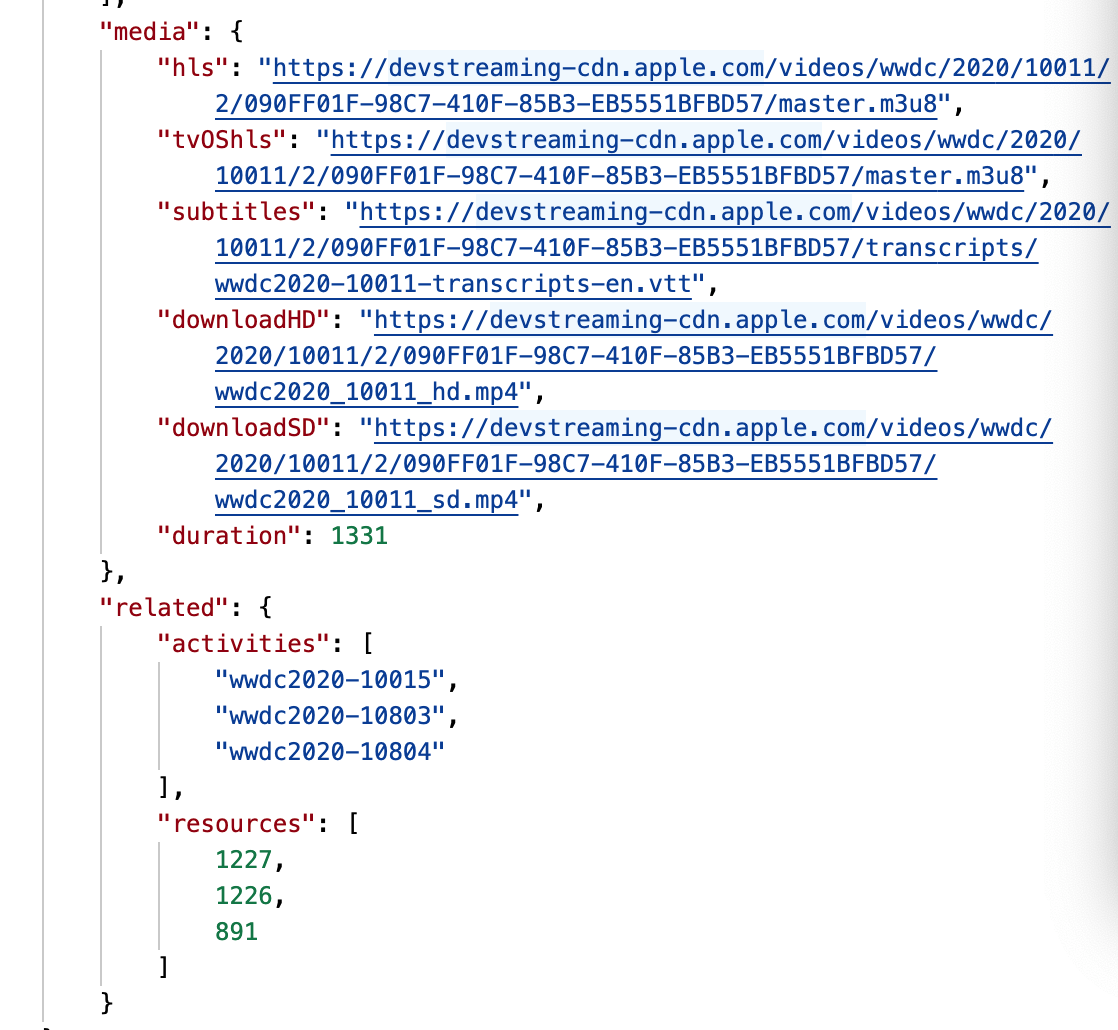 ],
"media": {
"hls": "https://devstreaming-cdn.apple.com/videos/wwdc/2020/10011/
2/090FF01F-98C7-410F-85B3-EB5551BFBD57/master.m3u8",
"tvOShls": "https://devstreaming-cdn.apple.com/videos/wwdc/2020/
10011/2/090FF01F-98C7-410F-85B3-EB5551BFBD57/master.m3u8",
"subtitles": "https://devstreaming-cdn.apple.com/videos/wwdc/2020/
10011/2/090FF01F-98C7-410F-85B3-EB5551BFBD57/transcripts/
wwdc2020-10011-transcripts-en.vtt",
"downloadHD": "https://devstreaming-cdn.apple.com/videos/wwdc/
2020/10011/2/090FF01F-98C7-410F-85B3-EB5551BFBD57/
wwdc2020_10011_hd.mp4",
"downloadSD": "https://devstreaming-cdn.apple.com/videos/wwdc/
2020/10011/2/090FF01F-98C7-410F-85B3-EB5551BFBD57/
wwdc2020_10011_sd.mp4",
"duration": 1331
},
"related": {
"activities": [
"wwdc2020-10015",
"wwdc2020-10803",
"wwdc2020-10804"
],
"resources": [
1227,
1226,
891
]
}